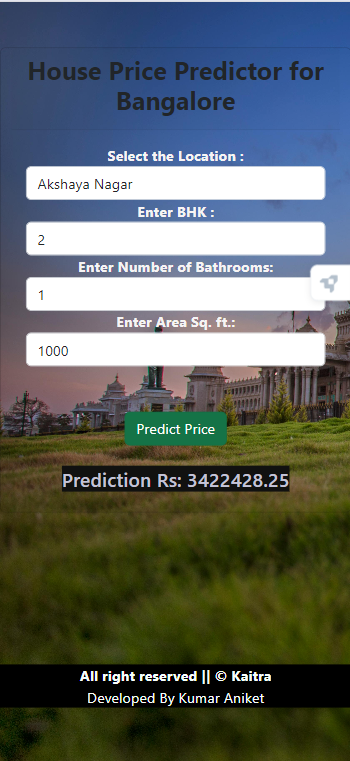 House Price Predictor for
Bangalore
Select the Location :
Akshaya Nagar
Enter BHK :
2
Enter Number of Bathrooms:
1
Enter Area Sq. ft.:
1000
Predict Price
Prediction Rs: 3422428.25
All right reserved || © Kaitra
Developed By Kumar Aniket